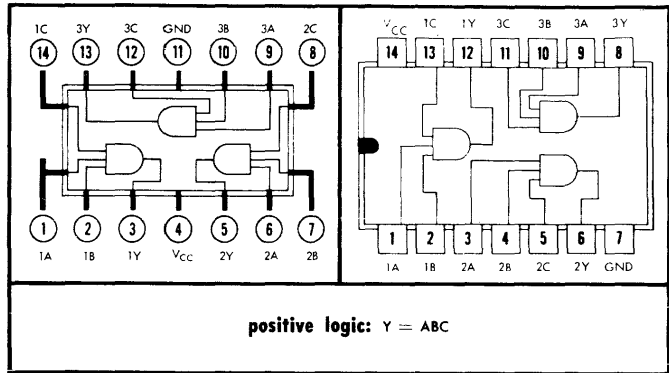 1C 3Y 3C GND 3B 3A 2C
14 13 12 11 10 9 8
1 2 3 4 5 6 7
1A 1B 1Y VCC 2Y 2A 2B
VCC 1C 1Y 3C 3B 3A 3Y
14 13 12 11 10 9 8
1 2 3 4 5 6 7
1A 1B 2A 2B 2C 2Y GND
positive logic: Y = ABC